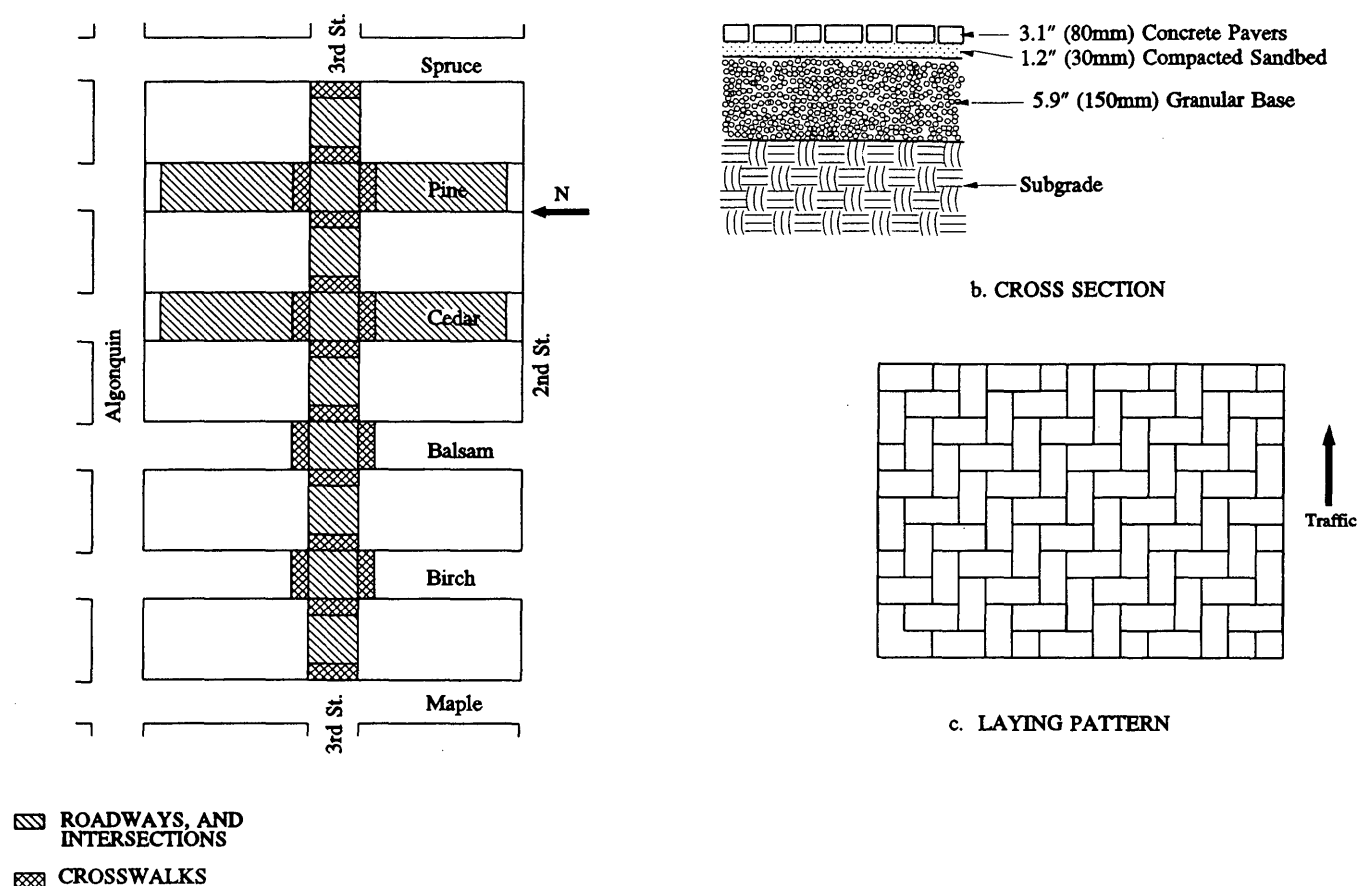 3rd St.
Spruce
Pine
N
Cedar
Algonquin
2nd St.
Balsam
Birch
Maple
3rd St.
ROADWAYS, AND
INTERSECTIONS
CROSSWALKS
3.1" (80mm) Concrete Pavers
1.2" (30mm) Compacted Sandbed
5.9" (150mm) Granular Base
Subgrade
b. CROSS SECTION
Traffic
c. LAYING PATTERN